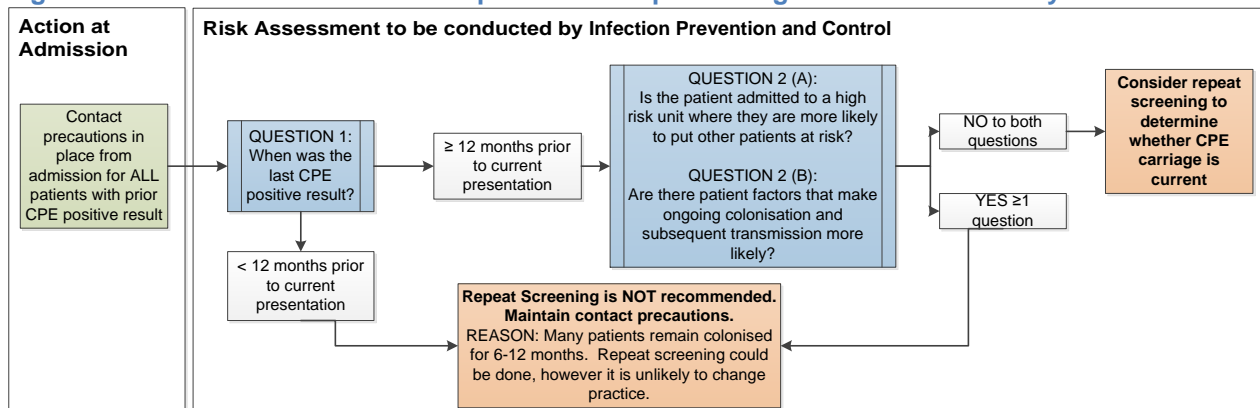 Action at
Admission
Contact
precautions in
place from
admission for ALL
patients with prior
CPE positive result
Risk Assessment to be conducted by Infection Prevention and Control
QUESTION 1:
When was the
last CPE
positive result?
≥ 12 months prior
to current
presentation
< 12 months prior
to current
presentation
QUESTION 2 (A):
Is the patient admitted to a high
risk unit where they are more likely
to put other patients at risk?
QUESTION 2 (B):
Are there patient factors that make
ongoing colonisation and
subsequent transmission more
likely?
NO to both
questions
YES ≥1
question
Consider repeat
screening to
determine
whether CPE
carriage is
current
Repeat Screening is NOT recommended.
Maintain contact precautions.
REASON: Many patients remain colonised
for 6-12 months. Repeat screening could
be done, however it is unlikely to change
practice.